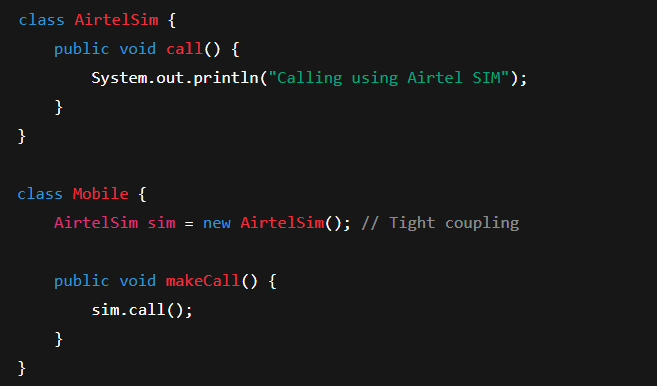 class AirtelSim {
    public void call() {
        System.out.println("Calling using Airtel SIM");
    }
}

class Mobile {
    AirtelSim sim = new AirtelSim(); // Tight coupling

    public void makeCall() {
        sim.call();
    }
}